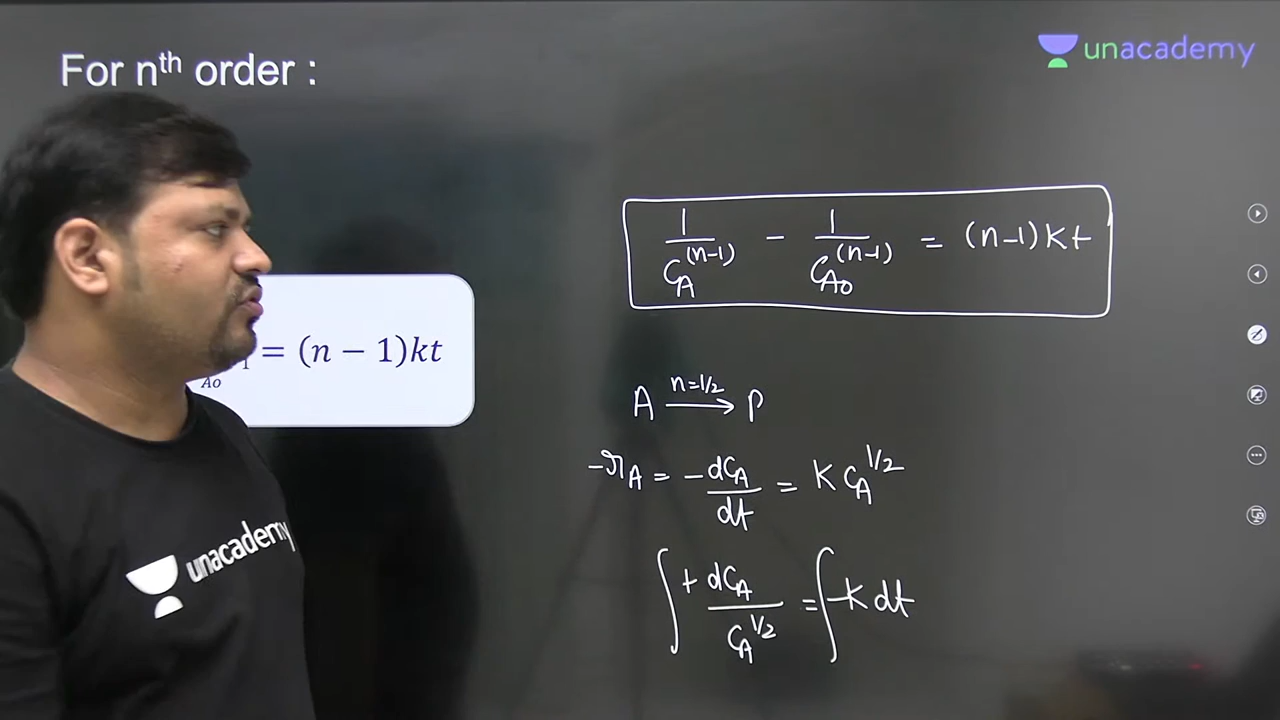 For nth order :
unacademy
1/CA^(n-1) - 1/CA0^(n-1) = (n-1)Kt
Ao = (n − 1)kt
A n=1/2 → P
-rA = - dCA/dt = K CA^1/2
∫ + dCA/CA^1/2 = ∫ -K dt
unacademy